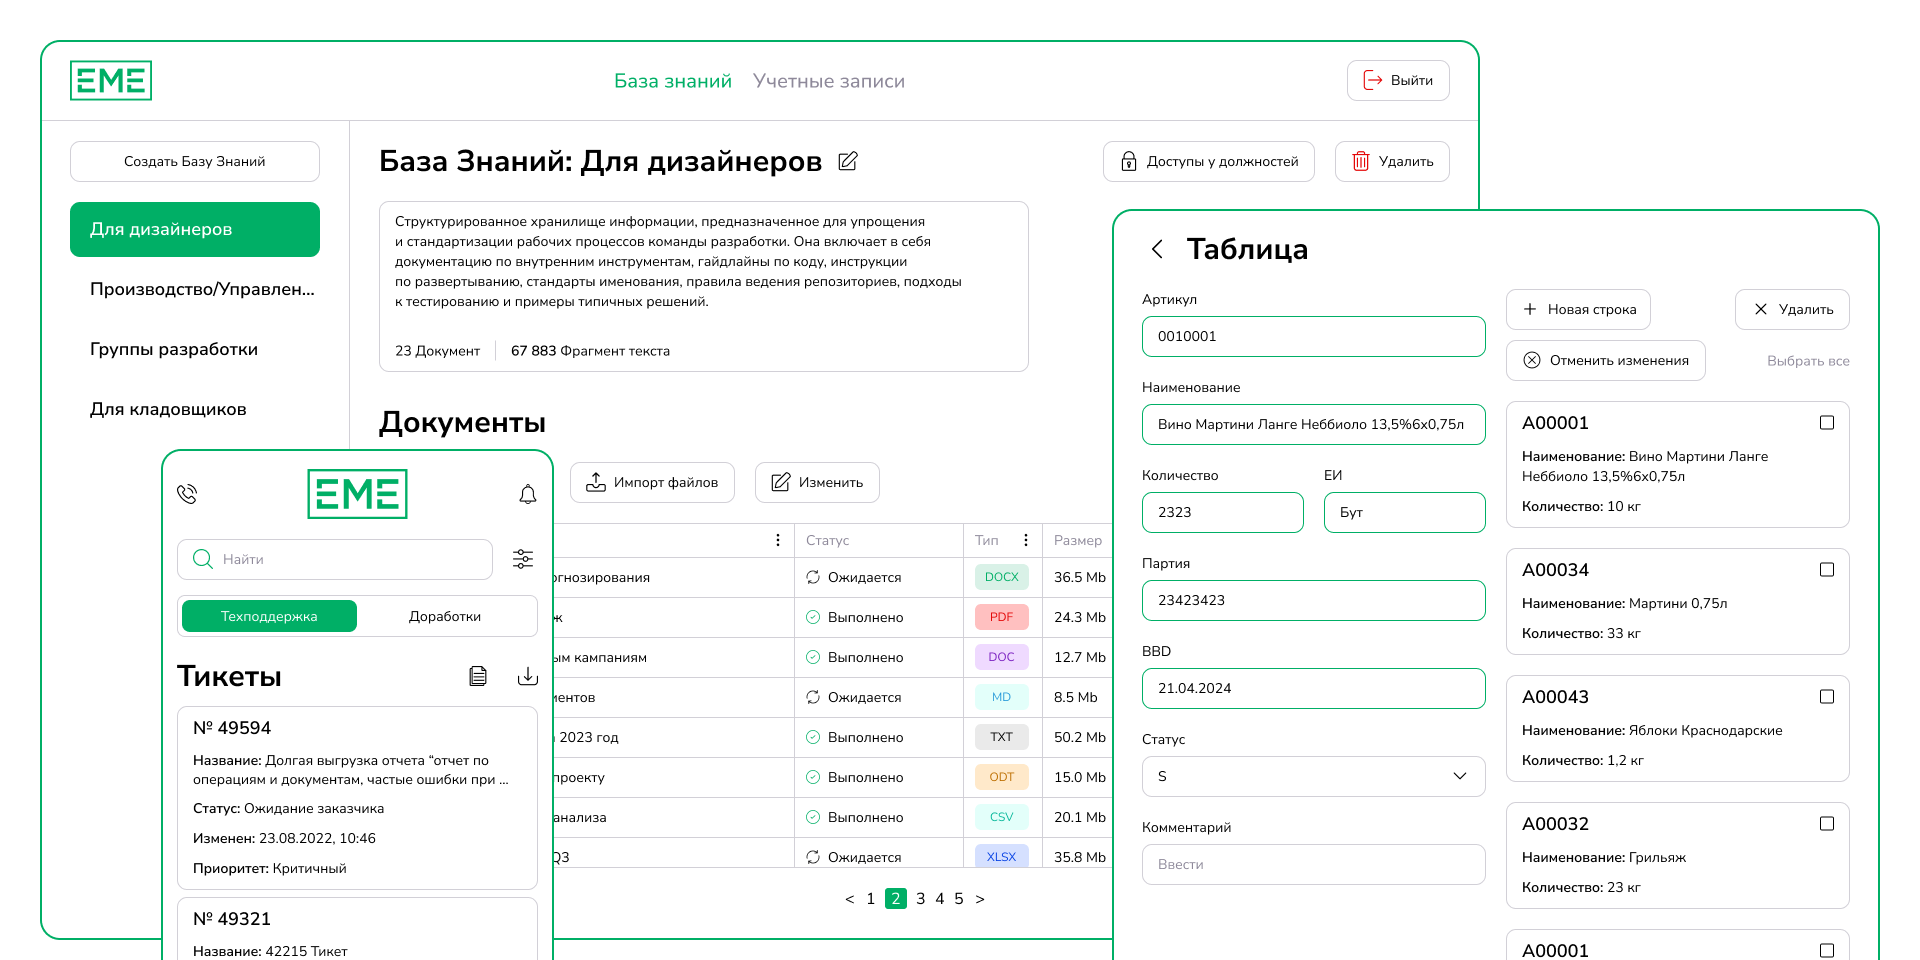 EME
База знаний
Учетные записи
Выйти
Создать Базу Знаний
Для дизайнеров
Производство/Управлен...
Группы разработки
Для кладовщиков
База Знаний: Для дизайнеров
Доступы у должностей
Удалить
Структурированное хранилище информации, предназначенное для упрощения
и стандартизации рабочих процессов команды разработки. Она включает в себя
документацию по внутренним инструментам, гайдлайны по коду, инструкции
по развертыванию, стандарты именования, правила ведения репозиториев, подходы
к тестированию и примеры типичных решений.
23 Документ
67 883 Фрагмент текста
Документы
Импорт файлов
Изменить
Статус
Тип
Размер
огнозирования
Ожидается
DOCX
36.5 Mb
ж
Выполнено
PDF
24.3 Mb
ым кампаниям
Выполнено
DOC
12.7 Mb
ментов
Ожидается
MD
8.5 Mb
2023 год
Выполнено
TXT
50.2 Mb
проекту
Выполнено
ODT
15.0 Mb
анализа
Выполнено
CSV
20.1 Mb
Q3
Ожидается
XLSX
35.8 Mb
< 1 2 3 4 5 >
EME
Найти
Техподдержка
Доработки
Тикеты
№ 49594
Название: Долгая выгрузка отчета “отчет по
операциям и документам, частые ошибки при ...
Статус: Ожидание заказчика
Изменен: 23.08.2022, 10:46
Приоритет: Критичный
№ 49321
Название: 42215 Тикет
Таблица
Артикул
0010001
Наименование
Вино Мартини Ланге Неббиоло 13,5%6х0,75л
Количество
ЕИ
2323
Бут
Партия
23423423
BBD
21.04.2024
Статус
S
Комментарий
Ввести
Новая строка
Удалить
Отменить изменения
Выбрать все
A00001
Наименование: Вино Мартини Ланге
Неббиоло 13,5%6х0,75л
Количество: 10 кг
A00034
Наименование: Мартини 0,75л
Количество: 33 кг
A00043
Наименование: Яблоки Краснодарские
Количество: 1,2 кг
A00032
Наименование: Грильяж
Количество: 23 кг
A00001